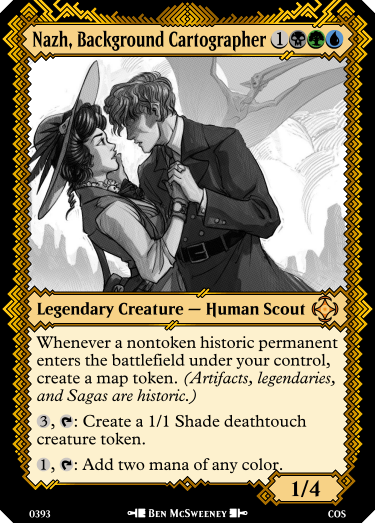 Nazh, Background Cartographer 1
Legendary Creature — Human Scout
Whenever a nontoken historic permanent
enters the battlefield under your control,
create a map token. (Artifacts, legendaries,
and Sagas are historic.)
3, : Create a 1/1 Shade deathtouch
creature token.
1, : Add two mana of any color.
1/4
0393 Ben McSweeney COS